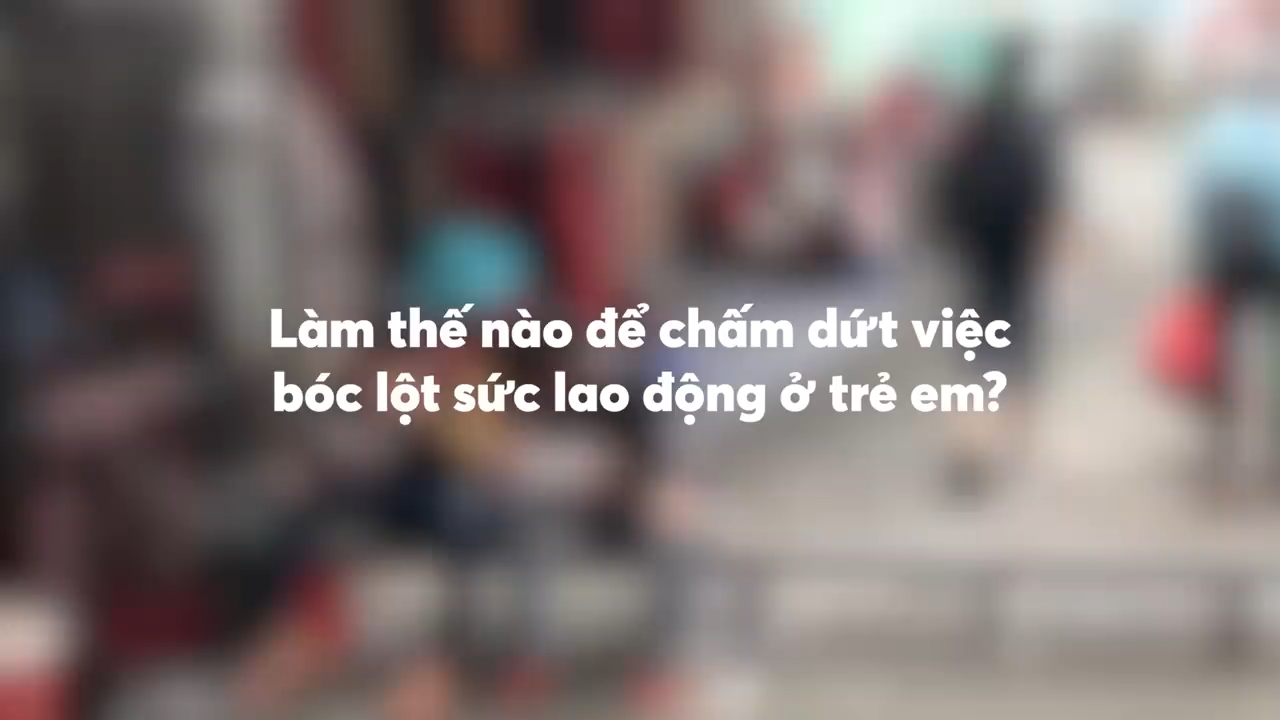 Làm thế nào để chấm dứt việc
bóc lột sức lao động ở trẻ em?